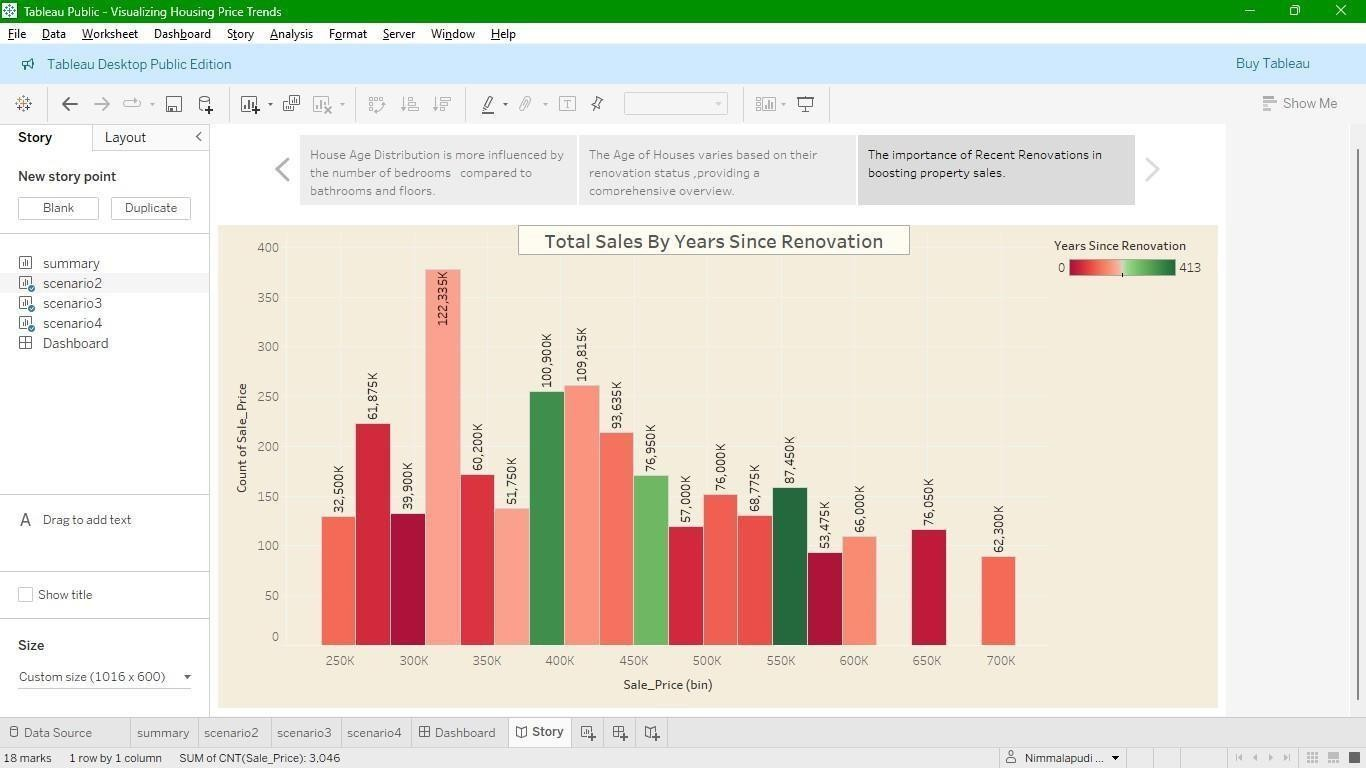 Tableau Public - Visualizing Housing Price Trends
File Data Worksheet Dashboard Story Analysis Format Server Window Help
Tableau Desktop Public Edition
Buy Tableau
Show Me
Story Layout
New story point
Blank Duplicate
summary
scenario2
scenario3
scenario4
Dashboard
A Drag to add text
Show title
Size
Custom size (1016 x 600)
House Age Distribution is more influenced by
the number of bedrooms compared to
bathrooms and floors.
The Age of Houses varies based on their
renovation status ,providing a
comprehensive overview.
The importance of Recent Renovations in
boosting property sales.
Total Sales By Years Since Renovation
Years Since Renovation
0 413
Count of Sale_Price
400
350
300
250
200
150
100
50
0
32,500K
61,875K
39,900K
122,335K
60,200K
51,750K
100,900K
109,815K
93,635K
76,950K
57,000K
76,000K
68,775K
87,450K
53,475K
66,000K
76,050K
62,300K
250K 300K 350K 400K 450K 500K 550K 600K 650K 700K
Sale_Price (bin)
Data Source summary scenario2 scenario3 scenario4 Dashboard Story
18 marks 1 row by 1 column SUM of CNT(Sale_Price): 3,046
Nimmalapudi ...